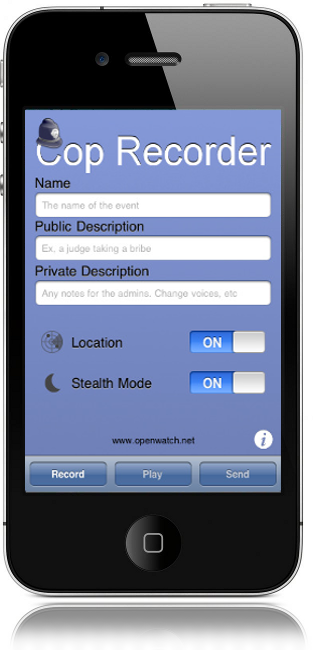 Cop Recorder
Name
The name of the event
Public Description
Ex. a judge taking a bribe
Private Description
Any notes for the admins. Change voices, etc
Location ON
Stealth Mode ON
www.openwatch.net
i
Record Play Send